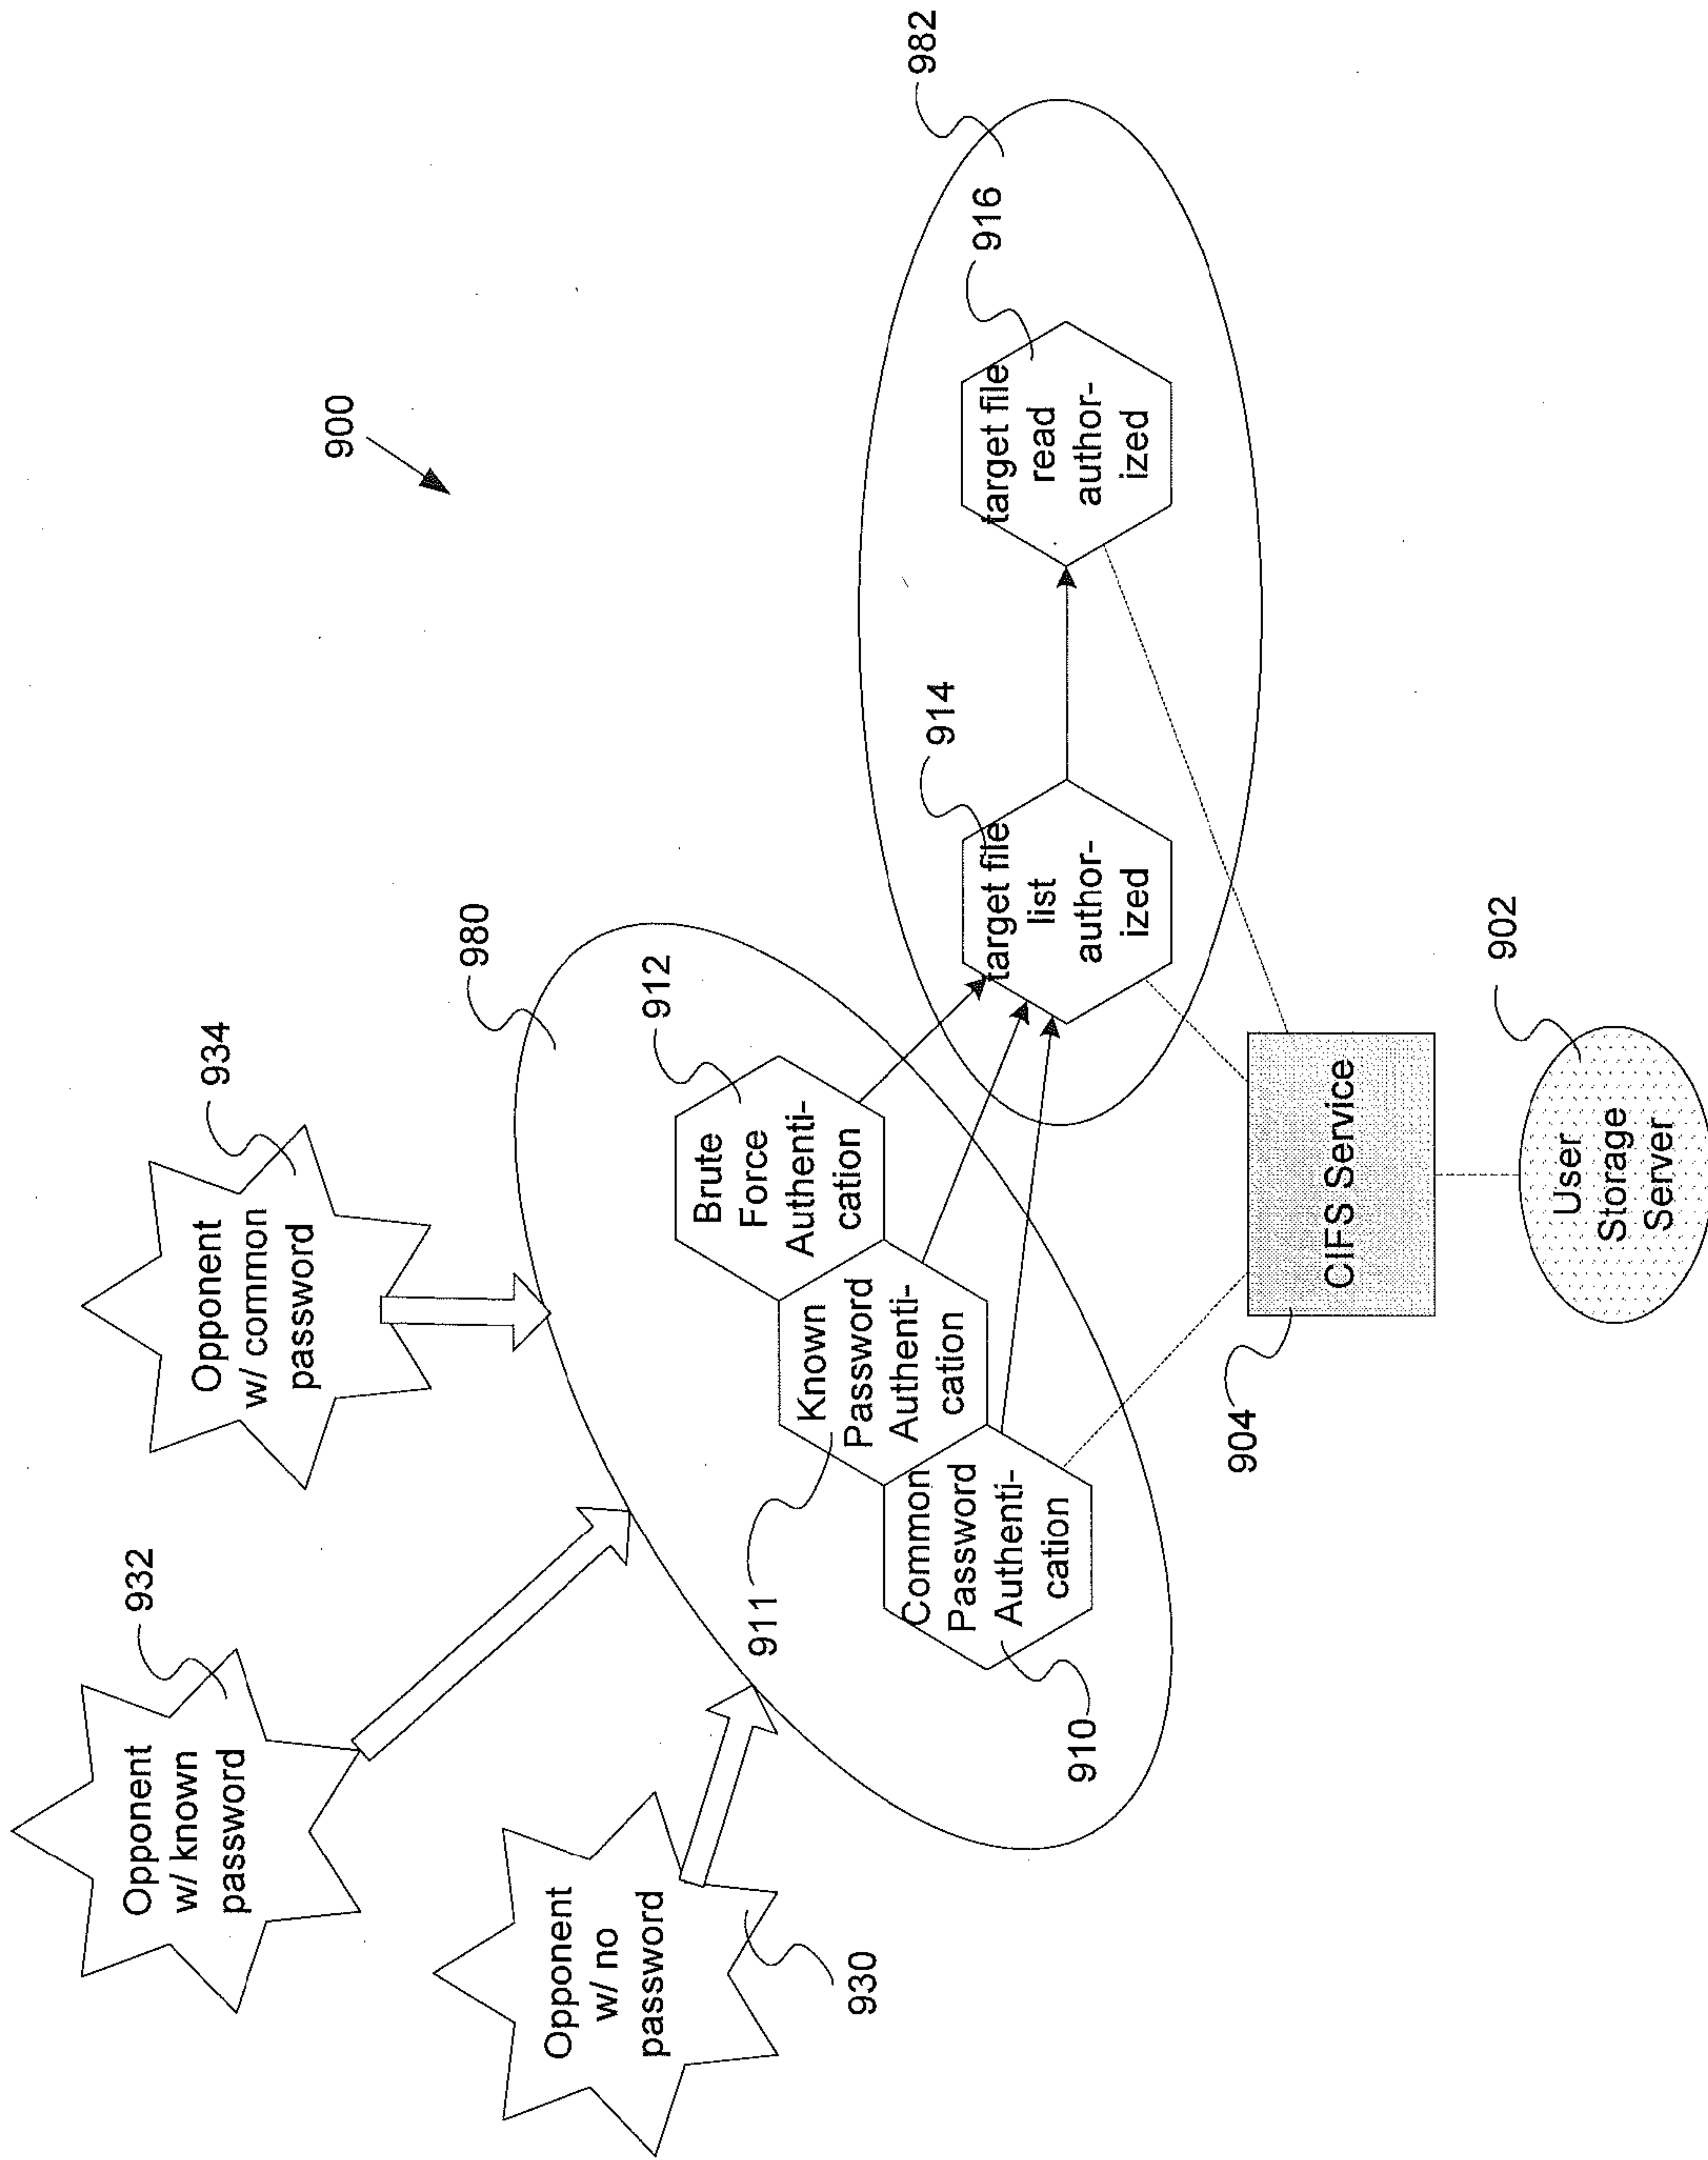 900
Opponent
w/ known
password
932
Opponent
w/ common
password
934
Opponent
w/ no
password
930
980
982
Brute
Force
Authenti-
cation
912
Known
Password
Authenti-
cation
911
Common
Password
Authenti-
cation
910
target file
list
author-
ized
914
target file
read
author-
ized
916
CIFS Service
904
User
Storage
Server
902